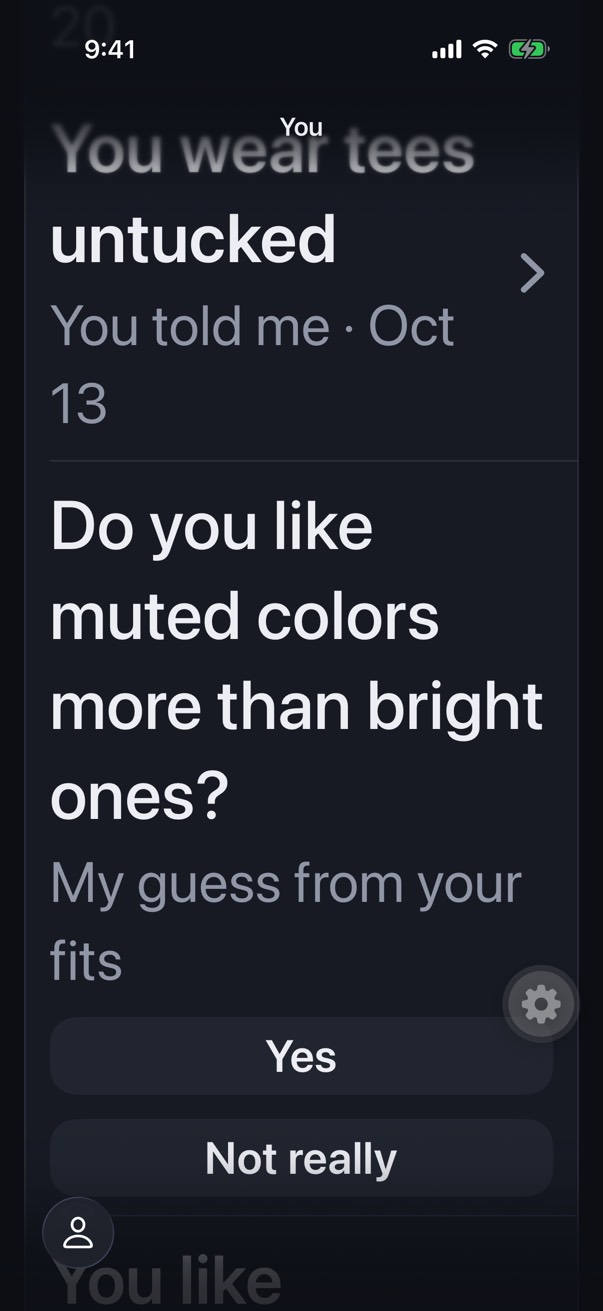 20
9:41
You
You wear tees
untucked
You told me · Oct
13
Do you like
muted colors
more than bright
ones?
My guess from your
fits
Yes
Not really
You like